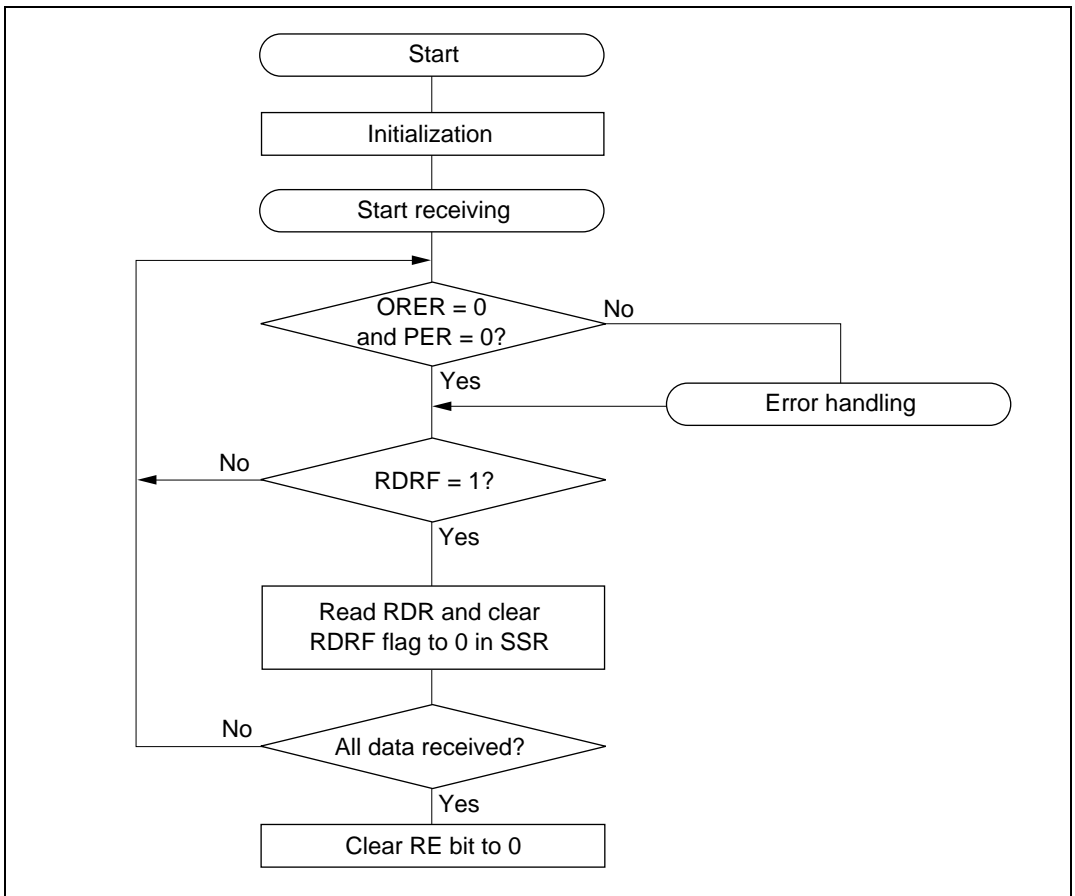 Start
Initialization
Start receiving
ORER = 0
and PER = 0?
No
Yes
Error handling
No
RDRF = 1?
Yes
Read RDR and clear
RDRF flag to 0 in SSR
No
All data received?
Yes
Clear RE bit to 0